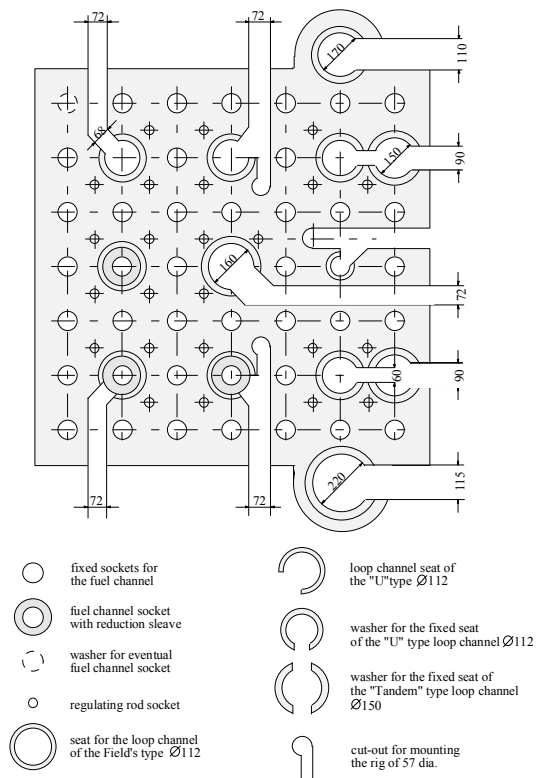 72
72
170
110
68
150
90
160
72
60
90
220
115
72
72
fixed sockets for
the fuel channel
fuel channel socket
with reduction sleave
washer for eventual
fuel channel socket
regulating rod socket
seat for the loop channel
of the Field's type Ø112
loop channel seat of
the "U"type Ø112
washer for the fixed seat
of the "U" type loop channel Ø112
washer for the fixed seat of
the "Tandem" type loop channel
Ø150
cut-out for mounting
the rig of 57 dia.